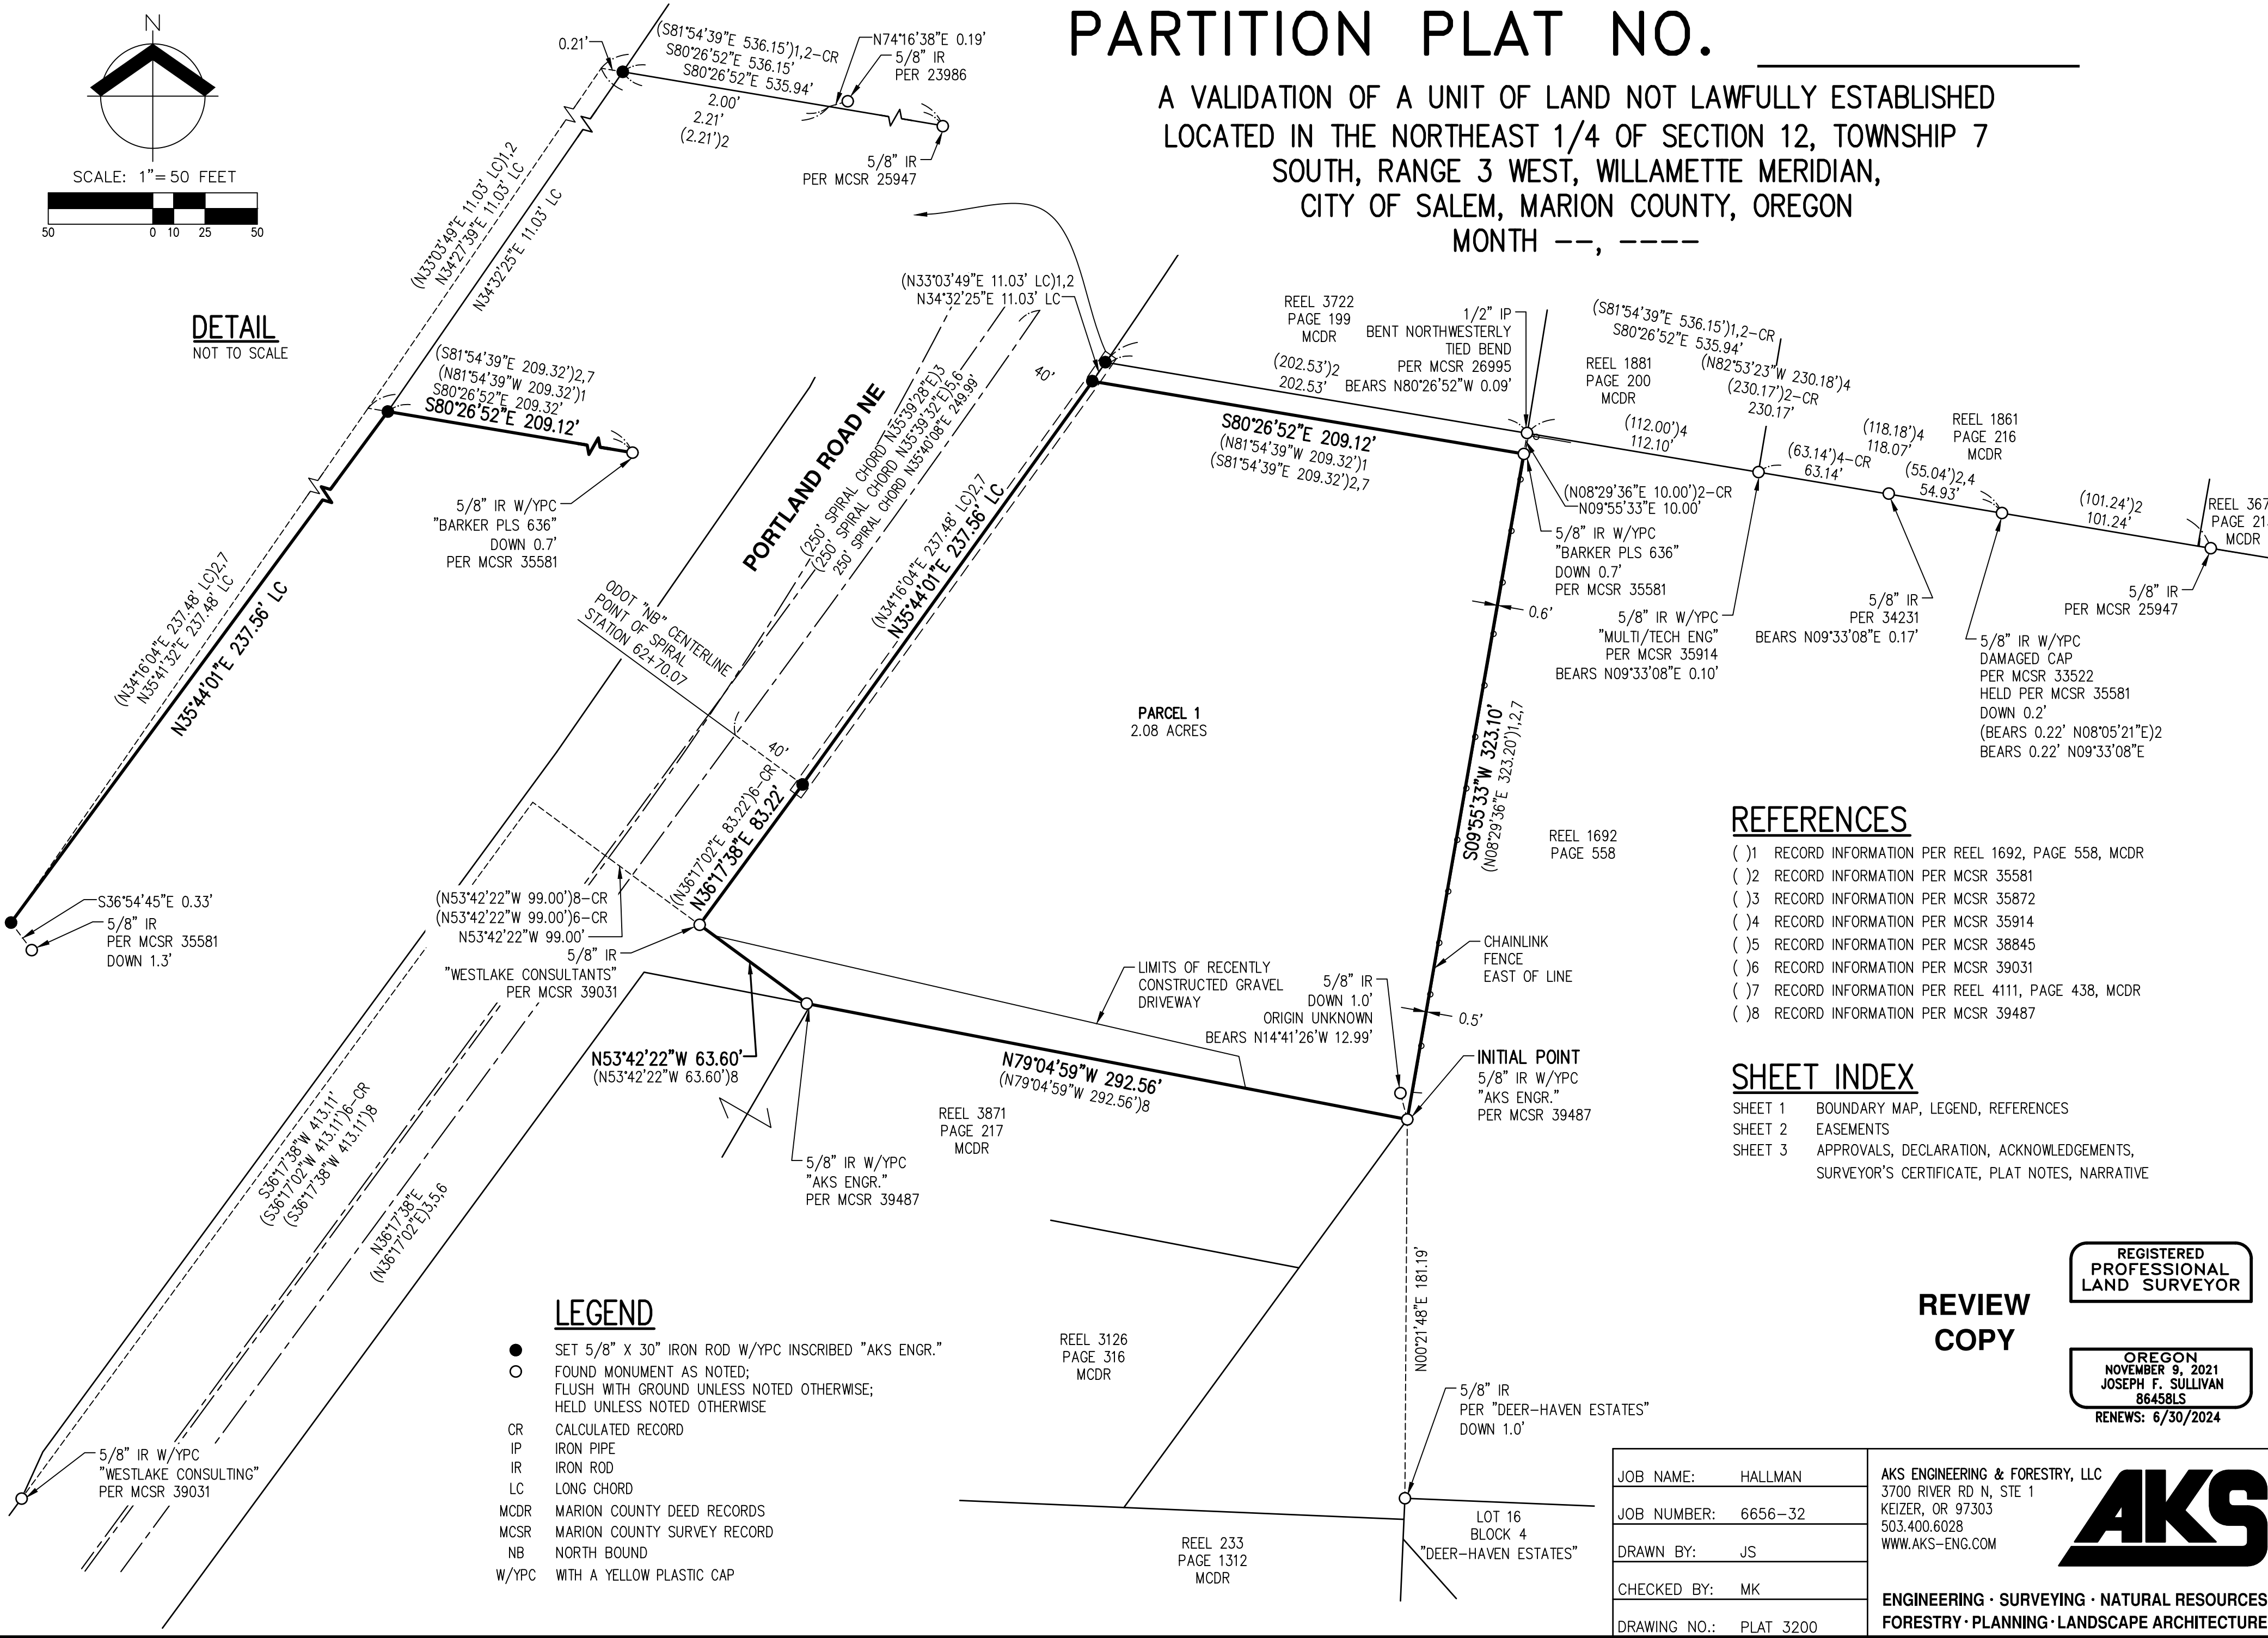 PARTITION PLAT NO.
A VALIDATION OF A UNIT OF LAND NOT LAWFULLY ESTABLISHED
LOCATED IN THE NORTHEAST 1/4 OF SECTION 12, TOWNSHIP 7
SOUTH, RANGE 3 WEST, WILLAMETTE MERIDIAN,
CITY OF SALEM, MARION COUNTY, OREGON
MONTH --, ----
N
SCALE: 1"= 50 FEET
50 0 10 25 50
DETAIL
NOT TO SCALE
0.21'
(S81°54'39"E 536.15')1,2-CR
S80°26'52"E 536.15'
S80°26'52"E 535.94'
2.00'
2.21'
(2.21')2
N74°16'38"E 0.19'
5/8" IR
PER 23986
5/8" IR
PER MCSR 25947
(N33°03'49"E 11.03' LC)1,2
N34°27'39"E 11.03' LC
N34°32'25"E 11.03' LC
(S81°54'39"E 209.32')2,7
(N81°54'39"W 209.32')1
S80°26'52"E 209.32'
S80°26'52"E 209.12'
5/8" IR W/YPC
"BARKER PLS 636"
DOWN 0.7'
PER MCSR 35581
(N34°16'04"E 237.48' LC)2,7
N35°41'32"E 237.48' LC
N35°44'01"E 237.56' LC
S36°54'45"E 0.33'
5/8" IR
PER MCSR 35581
DOWN 1.3'
(N33°03'49"E 11.03' LC)1,2
N34°32'25"E 11.03' LC
PORTLAND ROAD NE
(250' SPIRAL CHORD N35°39'28"E)3
(250' SPIRAL CHORD N35°39'32"E)5,6
250' SPIRAL CHORD N35°40'08"E 249.99'
40'
(N34°16'04"E 237.48' LC)2,7
N35°44'01"E 237.56' LC
ODOT "NB" CENTERLINE
POINT OF SPIRAL
STATION 62+70.07
40'
(N36°17'02"E 83.22')6-CR
N36°17'38"E 83.22'
(N53°42'22"W 99.00')8-CR
(N53°42'22"W 99.00')6-CR
N53°42'22"W 99.00'
5/8" IR
"WESTLAKE CONSULTANTS"
PER MCSR 39031
REEL 3722
PAGE 199
MCDR
1/2" IP
BENT NORTHWESTERLY
TIED BEND
PER MCSR 26995
BEARS N80°26'52"W 0.09'
(202.53')2
202.53'
S80°26'52"E 209.12'
(N81°54'39"W 209.32')1
(S81°54'39"E 209.32')2,7
(S81°54'39"E 536.15')1,2-CR
S80°26'52"E 535.94'
(N82°53'23"W 230.18')4
(230.17')2-CR
230.17'
REEL 1881
PAGE 200
MCDR
(112.00')4
112.10'
(63.14')4-CR
63.14'
(118.18')4
118.07'
(55.04')2,4
54.93'
REEL 1861
PAGE 216
MCDR
(101.24')2
101.24'
MCDR
(N08°29'36"E 10.00')2-CR
N09°55'33"E 10.00'
5/8" IR W/YPC
"BARKER PLS 636"
DOWN 0.7'
PER MCSR 35581
0.6'
5/8" IR W/YPC
"MULTI/TECH ENG"
PER MCSR 35914
BEARS N09°33'08"E 0.10'
5/8" IR
PER 34231
BEARS N09°33'08"E 0.17'
5/8" IR W/YPC
DAMAGED CAP
PER MCSR 33522
HELD PER MCSR 35581
DOWN 0.2'
(BEARS 0.22' N08°05'21"E)2
BEARS 0.22' N09°33'08"E
5/8" IR
PER MCSR 25947
PARCEL 1
2.08 ACRES
S09°55'33"W 323.10'
(N08°29'36"E 323.20')1,2,7
REEL 1692
PAGE 558
CHAINLINK
FENCE
EAST OF LINE
0.5'
LIMITS OF RECENTLY
CONSTRUCTED GRAVEL
DRIVEWAY
5/8" IR
DOWN 1.0'
ORIGIN UNKNOWN
BEARS N14°41'26"W 12.99'
INITIAL POINT
5/8" IR W/YPC
"AKS ENGR."
PER MCSR 39487
N53°42'22"W 63.60'
(N53°42'22"W 63.60')8
N79°04'59"W 292.56'
(N79°04'59"W 292.56')8
REEL 3871
PAGE 217
MCDR
5/8" IR W/YPC
"AKS ENGR."
PER MCSR 39487
S36°17'38"W 413.11'
(S36°17'02"W 413.11')6-CR
(S36°17'38"W 413.11')8
N36°17'38"E
(N36°17'02"E)3,5,6
5/8" IR W/YPC
"WESTLAKE CONSULTING"
PER MCSR 39031
REEL 3126
PAGE 316
MCDR
N00°21'48"E 181.19'
5/8" IR
PER "DEER-HAVEN ESTATES"
DOWN 1.0'
LOT 16
BLOCK 4
"DEER-HAVEN ESTATES"
REEL 233
PAGE 1312
MCDR
REFERENCES
( )1 RECORD INFORMATION PER REEL 1692, PAGE 558, MCDR
( )2 RECORD INFORMATION PER MCSR 35581
( )3 RECORD INFORMATION PER MCSR 35872
( )4 RECORD INFORMATION PER MCSR 35914
( )5 RECORD INFORMATION PER MCSR 38845
( )6 RECORD INFORMATION PER MCSR 39031
( )7 RECORD INFORMATION PER REEL 4111, PAGE 438, MCDR
( )8 RECORD INFORMATION PER MCSR 39487
SHEET INDEX
SHEET 1 BOUNDARY MAP, LEGEND, REFERENCES
SHEET 2 EASEMENTS
SHEET 3 APPROVALS, DECLARATION, ACKNOWLEDGEMENTS,
SURVEYOR'S CERTIFICATE, PLAT NOTES, NARRATIVE
LEGEND
SET 5/8" X 30" IRON ROD W/YPC INSCRIBED "AKS ENGR."
FOUND MONUMENT AS NOTED;
FLUSH WITH GROUND UNLESS NOTED OTHERWISE;
HELD UNLESS NOTED OTHERWISE
CR CALCULATED RECORD
IP IRON PIPE
IR IRON ROD
LC LONG CHORD
MCDR MARION COUNTY DEED RECORDS
MCSR MARION COUNTY SURVEY RECORD
NB NORTH BOUND
W/YPC WITH A YELLOW PLASTIC CAP
REVIEW
COPY
REGISTERED
PROFESSIONAL
LAND SURVEYOR
OREGON
NOVEMBER 9, 2021
JOSEPH F. SULLIVAN
86458LS
RENEWS: 6/30/2024
JOB NAME: HALLMAN
JOB NUMBER: 6656-32
DRAWN BY: JS
CHECKED BY: MK
DRAWING NO.: PLAT 3200
AKS ENGINEERING & FORESTRY, LLC
3700 RIVER RD N, STE 1
KEIZER, OR 97303
503.400.6028
WWW.AKS-ENG.COM
AKS
ENGINEERING · SURVEYING · NATURAL RESOURCES
FORESTRY · PLANNING · LANDSCAPE ARCHITECTURE